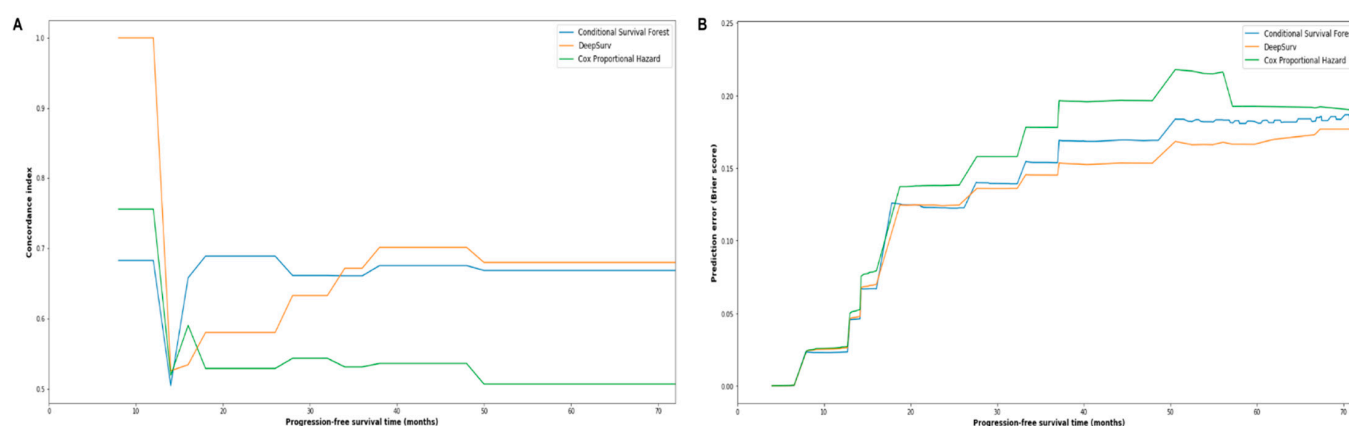 A
Concordance index
1.0
0.9
0.8
0.7
0.6
0.5
0
10
20
30
40
50
60
70
Progression-free survival time (months)
Conditional Survival Forest
DeepSurv
Cox Proportional Hazard
B
Prediction error (Brier score)
0.25
0.20
0.15
0.10
0.05
0.00
0
10
20
30
40
50
60
70
Progression-free survival time (months)
Conditional Survival Fores
DeepSurv
Cox Proportional Hazard